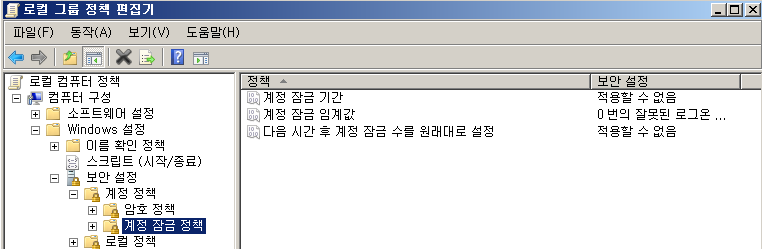 로컬 그룹 정책 편집기
파일(F) 동작(A) 보기(V) 도움말(H)
로컬 컴퓨터 정책
컴퓨터 구성
소프트웨어 설정
Windows 설정
이름 확인 정책
스크립트 (시작/종료)
보안 설정
계정 정책
암호 정책
계정 잠금 정책
로컬 정책
정책 보안 설정
계정 잠금 기간 적용할 수 없음
계정 잠금 임계값 0 번의 잘못된 로그온 ...
다음 시간 후 계정 잠금 수를 원래대로 설정 적용할 수 없음